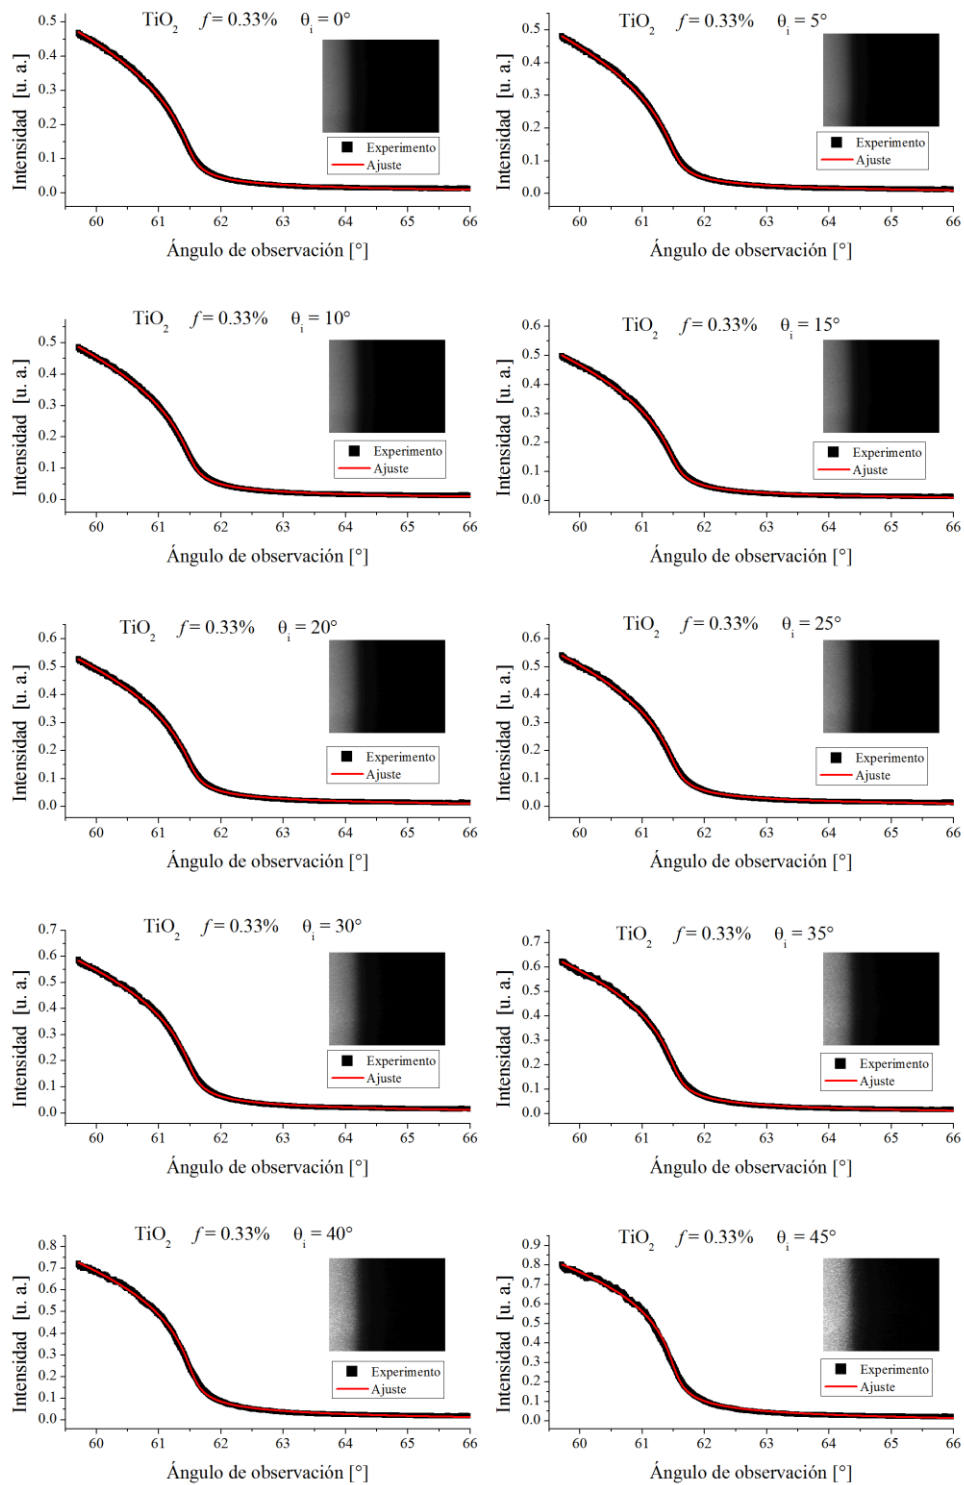 TiO2 f = 0.33% θi = 0°
Intensidad [u. a.]
0.5
0.4
0.3
0.2
0.1
0.0
Experimento
Ajuste
60 61 62 63 64 65 66
Ángulo de observación [°]
TiO2 f = 0.33% θi = 5°
Intensidad [u. a.]
0.5
0.4
0.3
0.2
0.1
0.0
Experimento
Ajuste
60 61 62 63 64 65 66
Ángulo de observación [°]
TiO2 f = 0.33% θi = 10°
Intensidad [u. a.]
0.5
0.4
0.3
0.2
0.1
0.0
Experimento
Ajuste
60 61 62 63 64 65 66
Ángulo de observación [°]
TiO2 f = 0.33% θi = 15°
Intensidad [u. a.]
0.6
0.5
0.4
0.3
0.2
0.1
0.0
Experimento
Ajuste
60 61 62 63 64 65 66
Ángulo de observación [°]
TiO2 f = 0.33% θi = 20°
Intensidad [u. a.]
0.6
0.5
0.4
0.3
0.2
0.1
0.0
Experimento
Ajuste
60 61 62 63 64 65 66
Ángulo de observación [°]
TiO2 f = 0.33% θi = 25°
Intensidad [u. a.]
0.6
0.5
0.4
0.3
0.2
0.1
0.0
Experimento
Ajuste
60 61 62 63 64 65 66
Ángulo de observación [°]
TiO2 f = 0.33% θi = 30°
Intensidad [u. a.]
0.7
0.6
0.5
0.4
0.3
0.2
0.1
0.0
Experimento
Ajuste
60 61 62 63 64 65 66
Ángulo de observación [°]
TiO2 f = 0.33% θi = 35°
Intensidad [u. a.]
0.7
0.6
0.5
0.4
0.3
0.2
0.1
0.0
Experimento
Ajuste
60 61 62 63 64 65 66
Ángulo de observación [°]
TiO2 f = 0.33% θi = 40°
Intensidad [u. a.]
0.8
0.7
0.6
0.5
0.4
0.3
0.2
0.1
0.0
Experimento
Ajuste
60 61 62 63 64 65 66
Ángulo de observación [°]
TiO2 f = 0.33% θi = 45°
Intensidad [u. a.]
0.9
0.8
0.7
0.6
0.5
0.4
0.3
0.2
0.1
0.0
Experimento
Ajuste
60 61 62 63 64 65 66
Ángulo de observación [°]